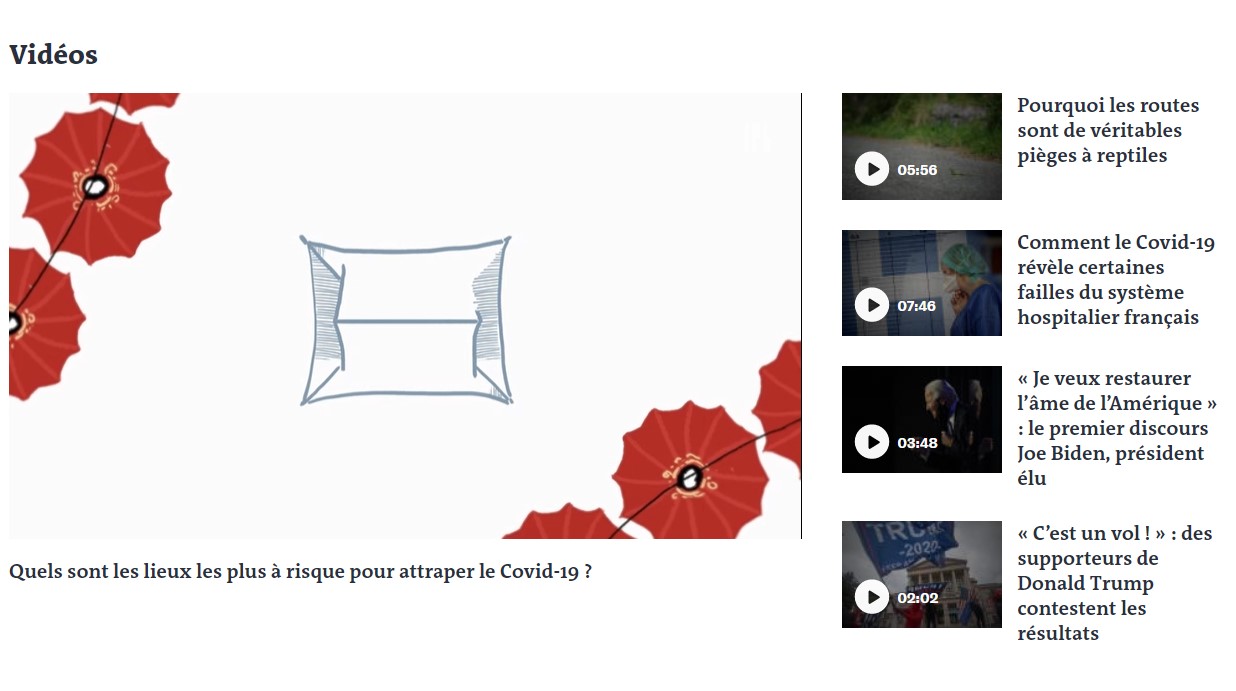 Vidéos
Quels sont les lieux les plus à risque pour attraper le Covid-19 ?
05:56
Pourquoi les routes
sont de véritables
pièges à reptiles
07:46
Comment le Covid-19
révèle certaines
failles du système
hospitalier français
03:48
« Je veux restaurer
l’âme de l’Amérique »
: le premier discours
Joe Biden, président
élu
TRUMP
-2020-
02:02
« C’est un vol ! » : des
supporteurs de
Donald Trump
contestent les
résultats